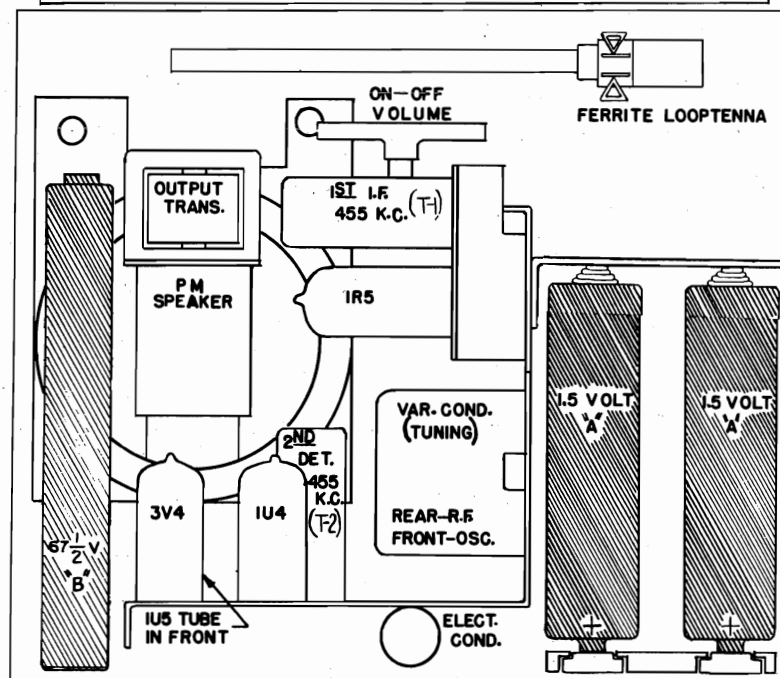 ON-OFF
VOLUME
FERRITE LOOPTENNA
OUTPUT
TRANS.
1ST I.F.
455 K.C. (T-1)
PM
SPEAKER
1R5
VAR. COND.
(TUNING)
REAR-R.F.
FRONT-OSC.
1.5 VOLT
"A"
1.5 VOLT
"A"
2ND
DET.
455
K.C.
(T-2)
3V4
1U4
67 1/2 V
"B"
1U5 TUBE
IN FRONT
ELECT.
COND.
+
+